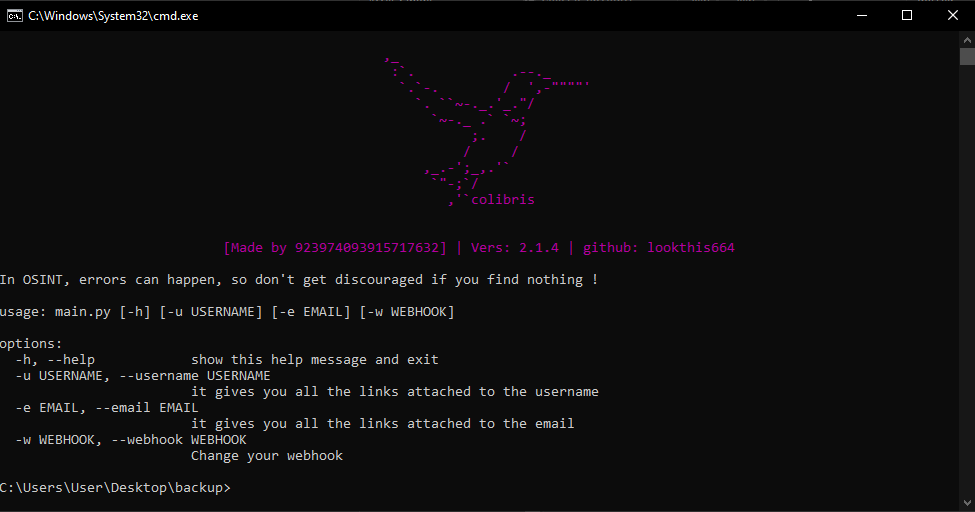 C:\Windows\System32\cmd.exe
,_
:`.            .--._
`.`-.        /  ',-""""'
`. ``~-._.'_."/
`~-._ .` `~;
;.    /
/     /
,_.-';_,.'`
`"-;`/
,'`colibris
[Made by 923974093915717632] | Vers: 2.1.4 | github: lookthis664
In OSINT, errors can happen, so don't get discouraged if you find nothing !
usage: main.py [-h] [-u USERNAME] [-e EMAIL] [-w WEBHOOK]
options:
-h, --help            show this help message and exit
-u USERNAME, --username USERNAME
it gives you all the links attached to the username
-e EMAIL, --email EMAIL
it gives you all the links attached to the email
-w WEBHOOK, --webhook WEBHOOK
Change your webhook
C:\Users\User\Desktop\backup>